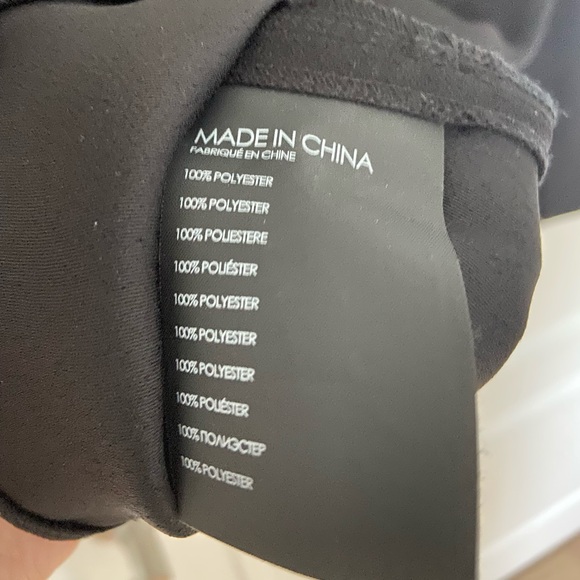 MADE IN CHINA
FABRIQUÉ EN CHINE
100% POLYESTER
100% POLYESTER
100% POLIESTERE
100% POLIÉSTER
100% POLYESTER
100% POLYESTER
100% POLYESTER
100% POLIÉSTER
100% ПОЛИЭСТЕР
100% POLYESTER